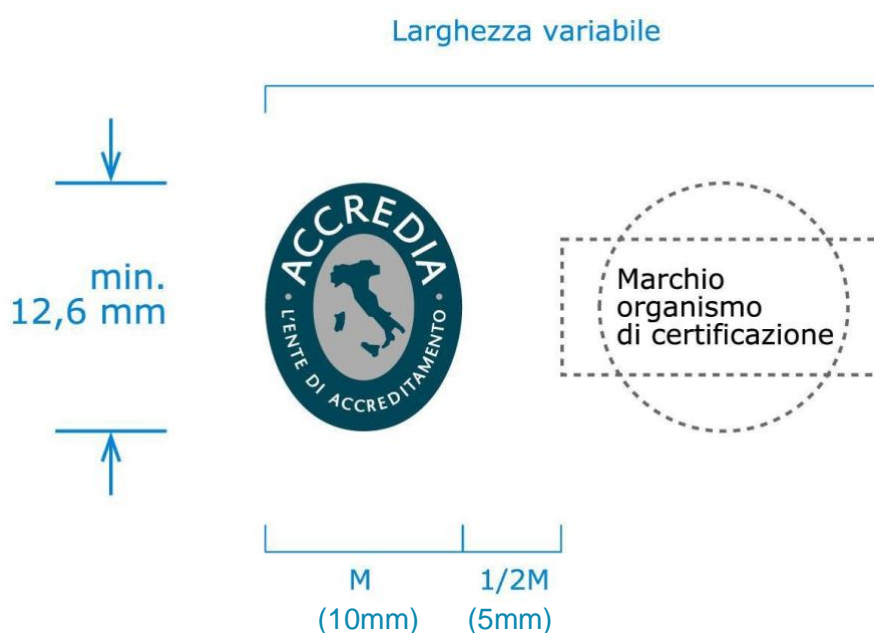 Larghezza variabile
min.
12,6 mm
ACCREDIA
L'ENTE DI ACCREDITAMENTO
Marchio
organismo
di certificazione
M
1/2M
(10mm)
(5mm)